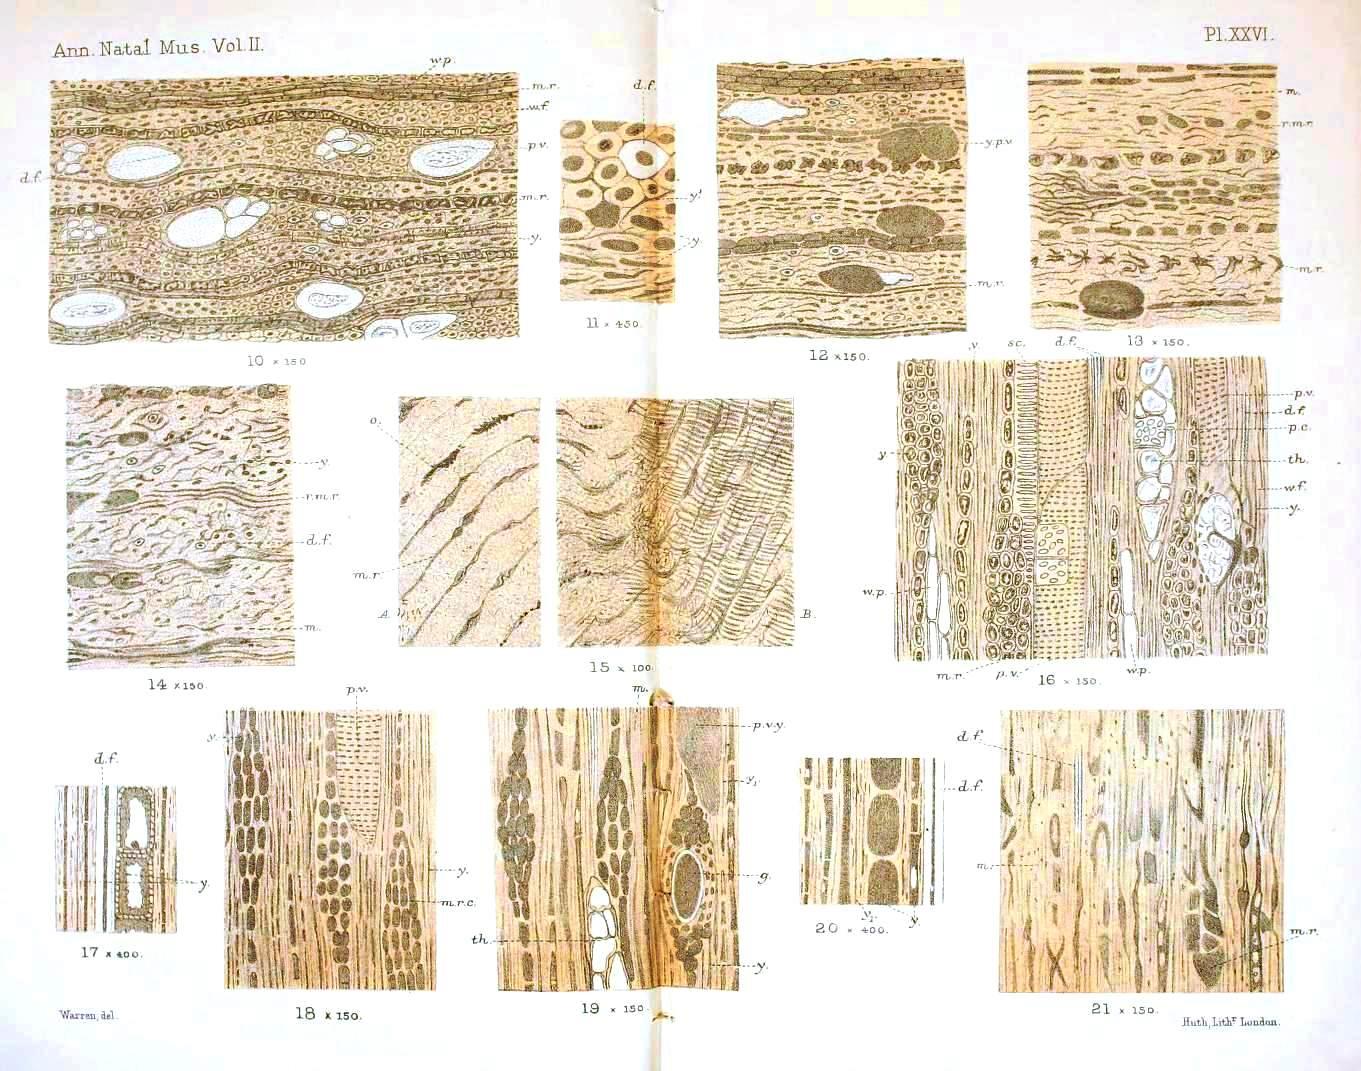 Ann. Natal Mus. Vol. II.
Pl. XXVI.
w.p.
m.r.
w.f.
p.v.
d.f.
m.r.
y.
10 × 150
d.f.
y'
y.
11 × 450.
y.p.v.
m.r.
12 × 150.
m.
r.m.r.
m.r.
13 × 150.
y.
r.m.r.
d.f.
m.
14 × 150.
o.
m.r.
A.
B.
15 × 100.
v.
sc.
d.f.
p.v.
d.f.
p.c.
th.
w.f.
y.
y
w.p.
m.r.
p.v.
w.p.
16 × 150.
d.f.
y.
17 × 400.
p.v.
y.
y.
m.r.c.
18 × 150.
m.
p.v.y.
y,
g.
th.
y.
19 × 150.
d.f.
y.
20 × 400.
d.f.
m.
m.r.
21 × 150.
Warren, del.
Huth, Lithr London.